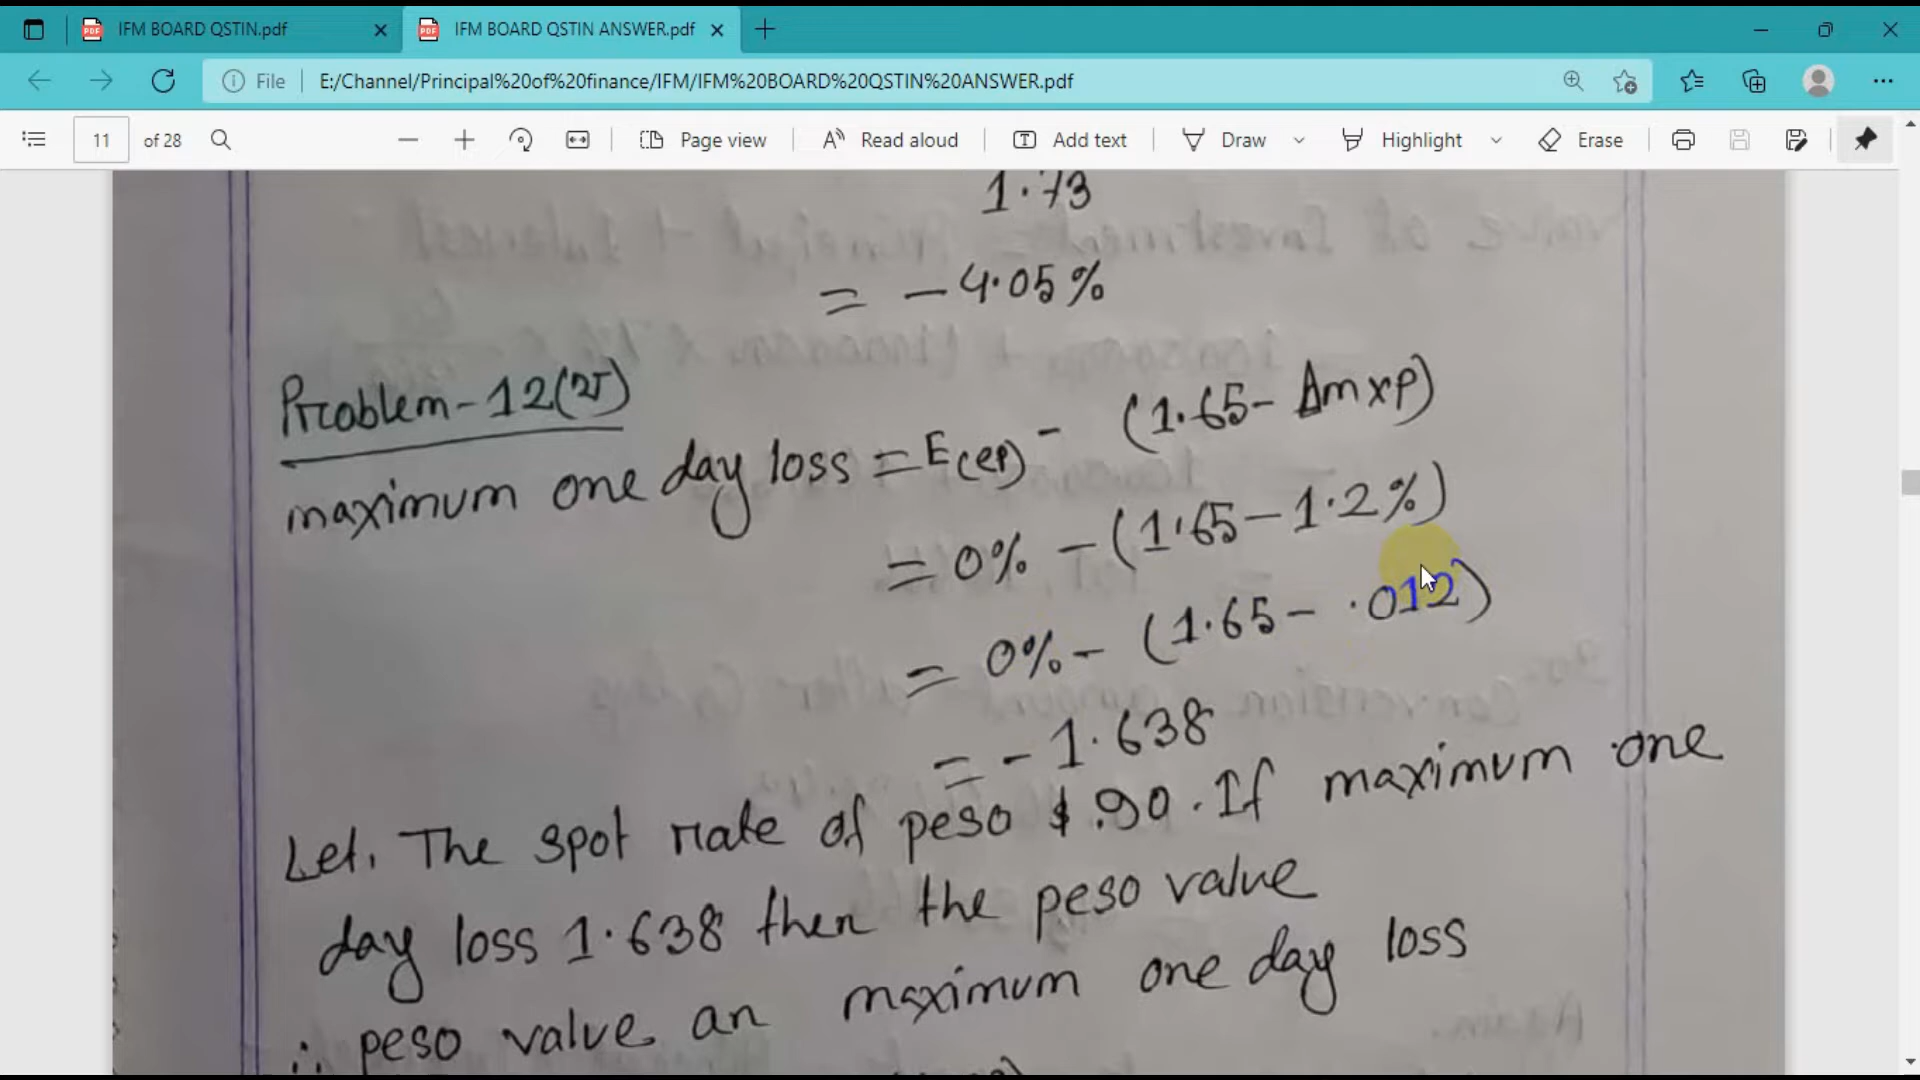 IFM BOARD QSTIN.pdf
IFM BOARD QSTIN ANSWER.pdf
File
E:/Channel/Principal%20of%20finance/IFM/IFM%20BOARD%20QSTIN%20ANSWER.pdf
11 of 28
Page view
Read aloud
Add text
Draw
Highlight
Erase
1.73
= -4.05%
Problem-12(
maximum one day loss = E(ep) - (1.65 - Δmxp)
= 0% - (1.65 - 1.2%)
= 0% - (1.65 - .012)
= - 1.638
Let, The spot rate of peso $.90. If maximum one
day loss 1.638 then the peso value
∴ peso value an maximum one day loss